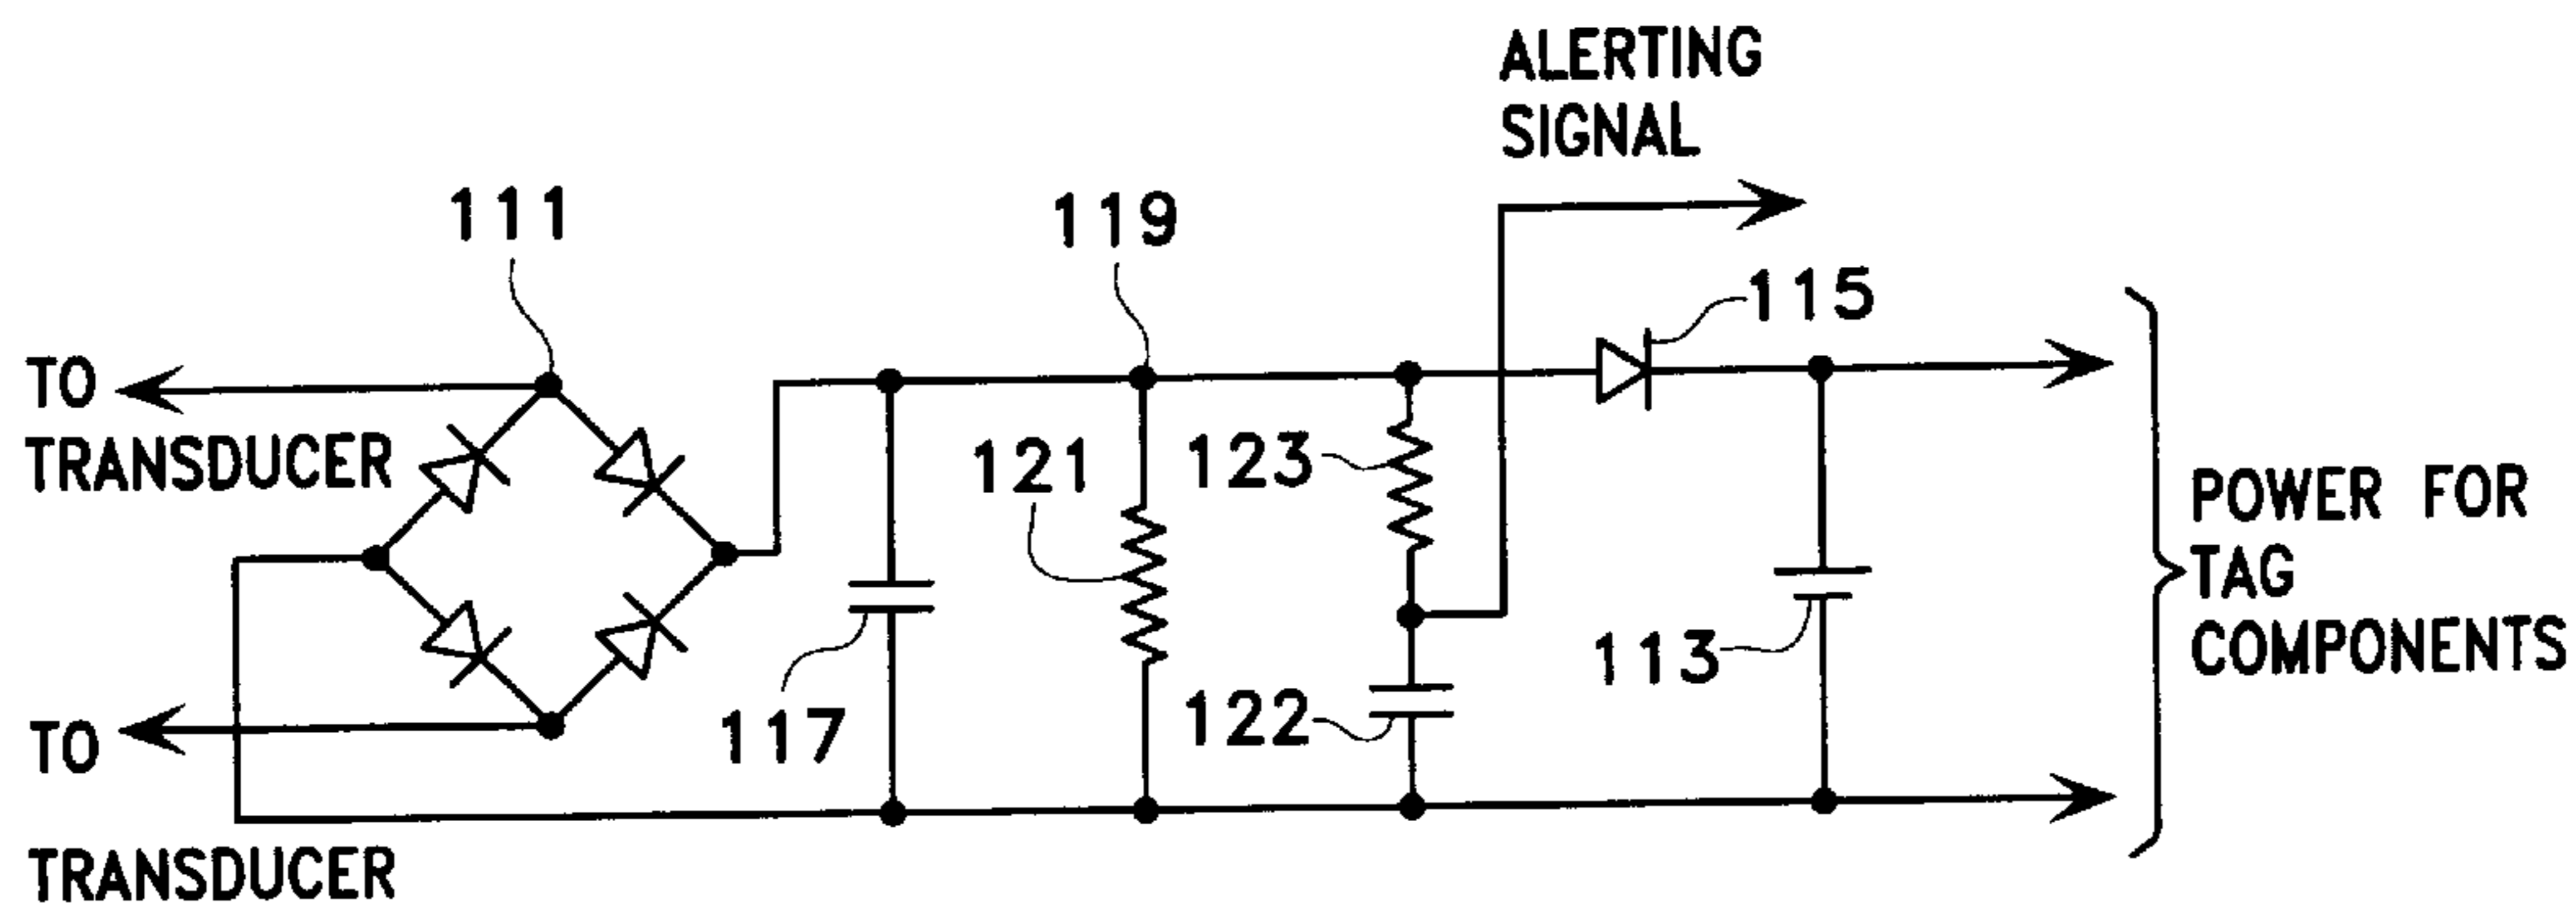 ALERTING
SIGNAL
111
119
115
TO
TRANSDUCER
121
123
POWER FOR
TAG
COMPONENTS
113
117
122
TO
TRANSDUCER